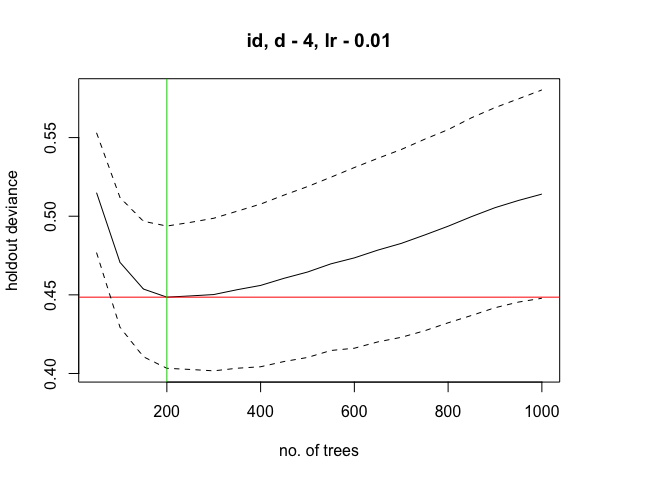 id, d - 4, lr - 0.01
holdout deviance
0.55
0.50
0.45
0.40
200 400 600 800 1000
no. of trees